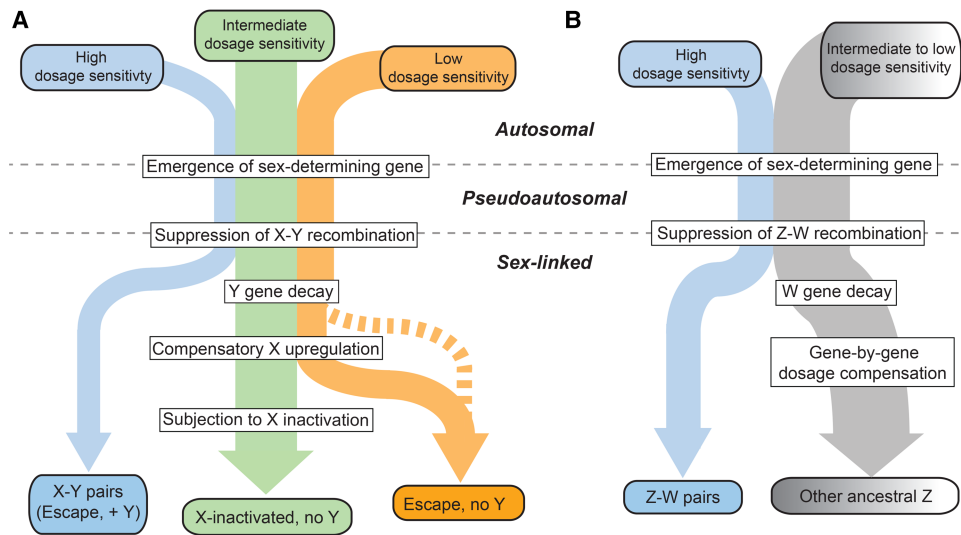 A
High
dosage sensitivty
Intermediate
dosage sensitivity
Low
dosage sensitivity
Emergence of sex-determining gene
Suppression of X-Y recombination
Y gene decay
Compensatory X upregulation
Subjection to X inactivation
X-Y pairs
(Escape, + Y)
X-inactivated, no Y
Escape, no Y
Autosomal
Pseudoautosomal
Sex-linked
B
High
dosage sensitivity
Intermediate to low
dosage sensitivity
Emergence of sex-determining gene
Suppression of Z-W recombination
W gene decay
Gene-by-gene
dosage compensation
Z-W pairs
Other ancestral Z